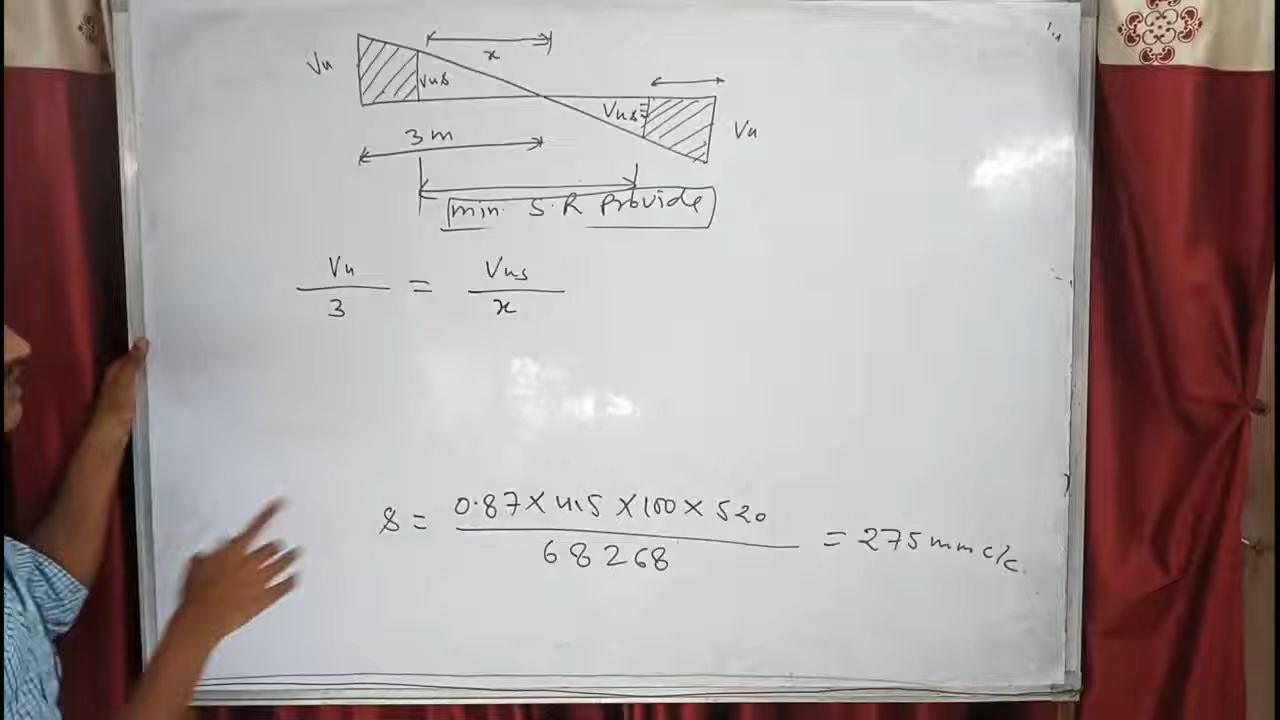 x
Vu Vus
Vus Vu
3 m
min. S.R Provide
Vu / 3 = Vus / x
s = 0.87 X 415 X 100 X 520 / 68268 = 275 mm c/c.